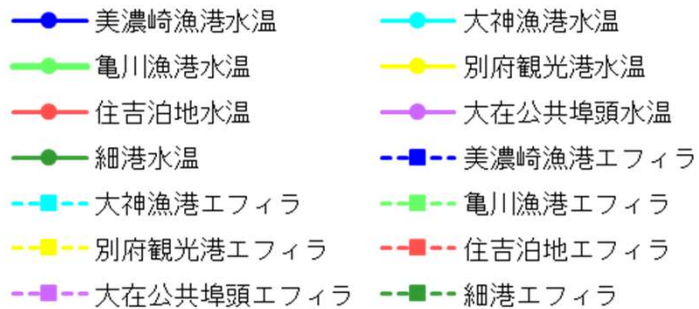 美濃崎漁港水温 大神漁港水温
亀川漁港水温 別府観光港水温
住吉泊地水温 大在公共埠頭水温
細港水温 美濃崎漁港エフィラ
大神漁港エフィラ 亀川漁港エフィラ
別府観光港エフィラ 住吉泊地エフィラ
大在公共埠頭エフィラ 細港エフィラ